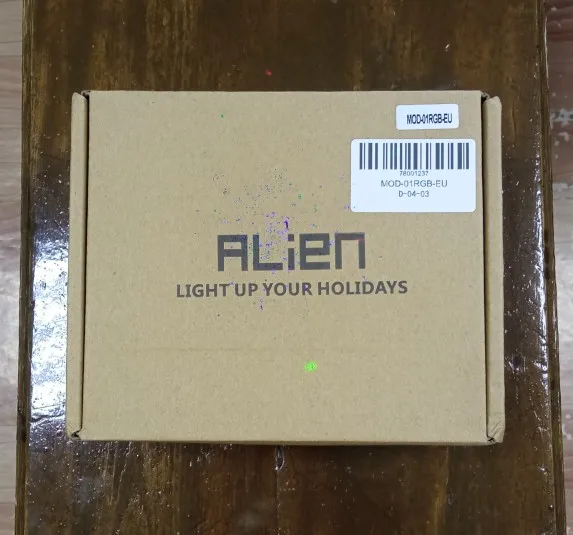 MOD-01RGB-EU
78001237
MOD-01RGB-EU
D-04-03
ALiEN
LIGHT UP YOUR HOLIDAYS